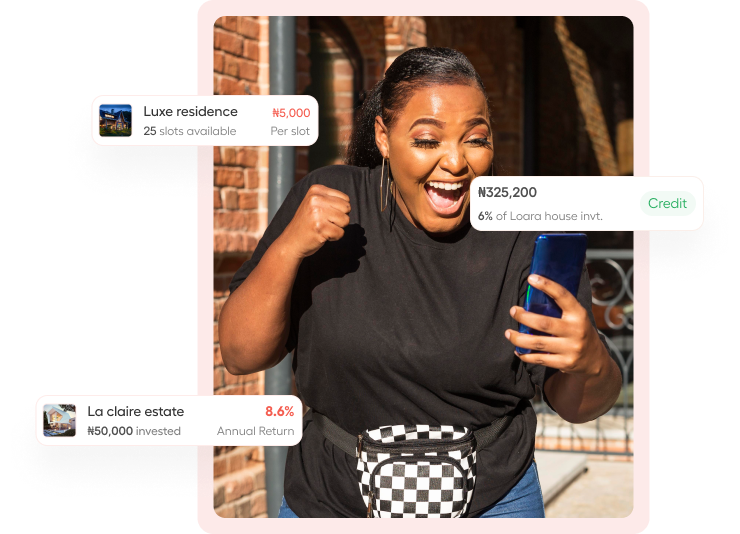 Luxe residence
₦5,000
25 slots available
Per slot
₦325,200
6% of Loara house invt.
Credit
La claire estate
8.6%
₦50,000 invested
Annual Return